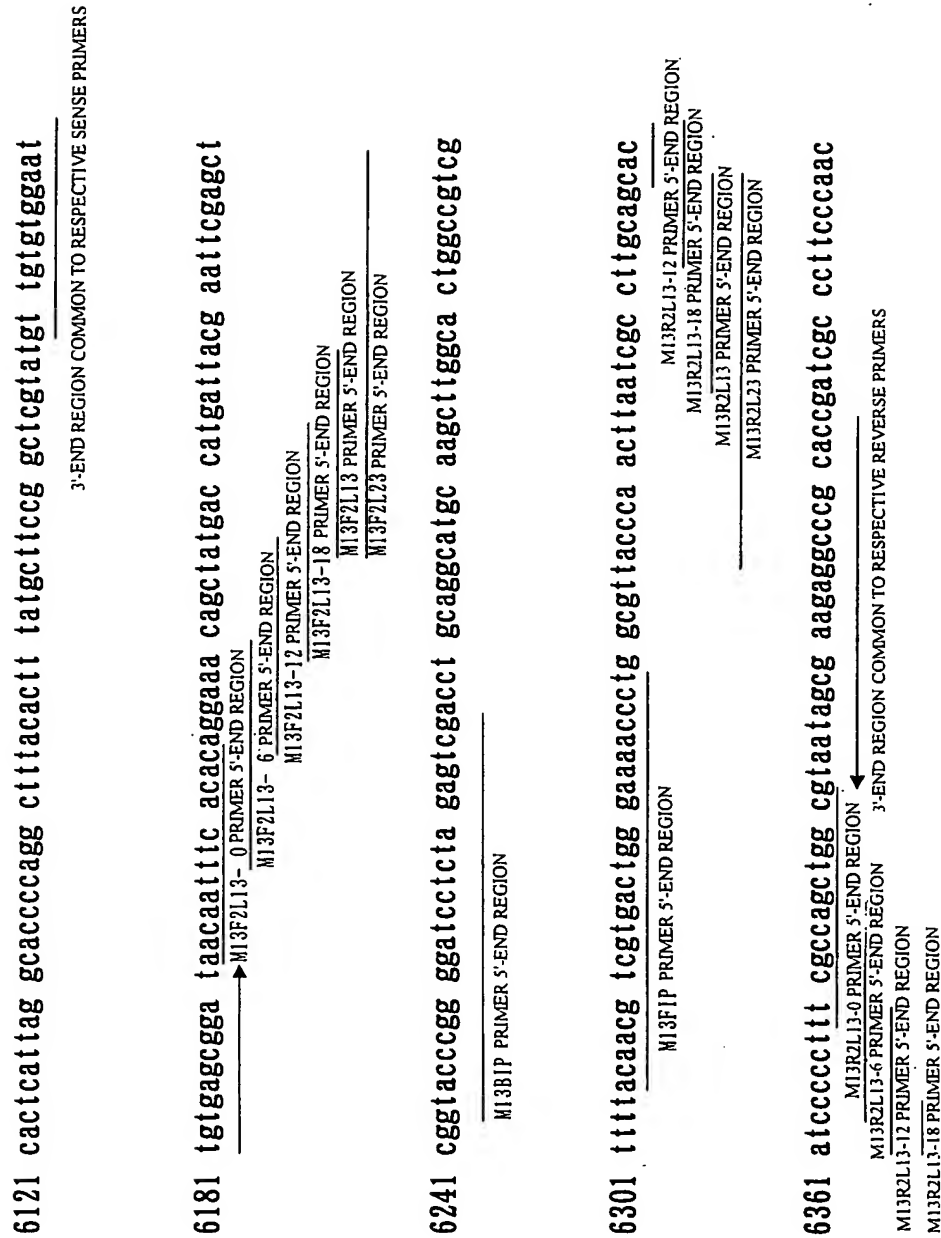 6121 cactcattag gcaccccagg ctttacactt tatgcttccg gctcgtatgt tgtgtggaat
3'-END REGION COMMON TO RESPECTIVE SENSE PRIMERS
6181 tgtgagcgga taacaatttc acacaggaaa cagctatgac catgattacg aattcgagct
M13F2L13- 0 PRIMER 5'-END REGION
M13F2L13- 6 PRIMER 5'-END REGION
M13F2L13-12 PRIMER 5'-END REGION
M13F2L13-18 PRIMER 5'-END REGION
M13F2L13 PRIMER 5'-END REGION
M13F2L23 PRIMER 5'-END REGION
6241 cggtacccgg ggatcctcta gagtcgacct gcaggcatgc aagcttggca ctggccgtcg
M13B1P PRIMER 5'-END REGION
6301 ttttacaacg tcgtgactgg gaaaaccctg gcgttaccca acttaatcgc cttgcagcac
M13F1P PRIMER 5'-END REGION
M13R2L13-12 PRIMER 5'-END REGION
M13R2L13-18 PRIMER 5'-END REGION
M13R2L13 PRIMER 5'-END REGION
M13R2L23 PRIMER 5'-END REGION
6361 atcccccttt cgccagctgg cgtaatagcg aagaggcccg caccgatcgc ccttcccaac
M13R2L13-0 PRIMER 5'-END REGION
3'-END REGION COMMON TO RESPECTIVE REVERSE PRIMERS
M13R2L13-6 PRIMER 5'-END REGION
M13R2L13-12 PRIMER 5'-END REGION
M13R2L13-18 PRIMER 5'-END REGION